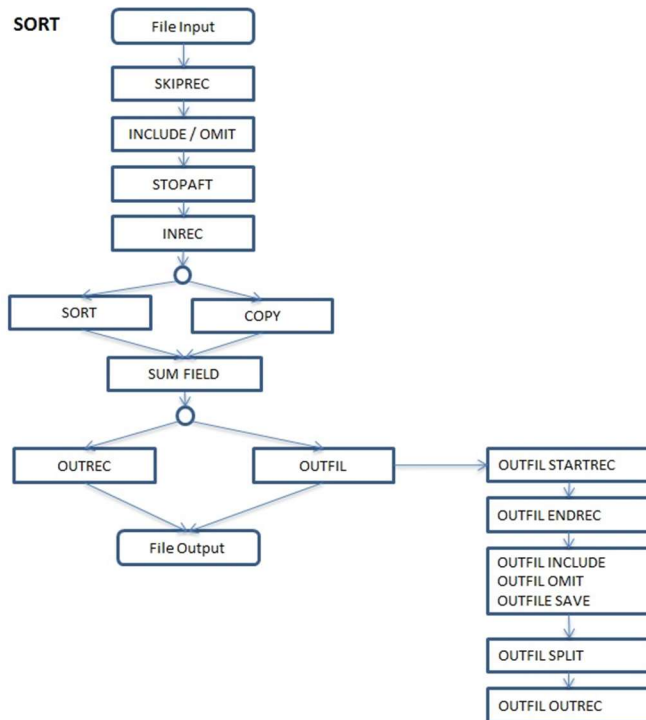 SORT
File Input
SKIPREC
INCLUDE / OMIT
STOPAFT
INREC
SORT
COPY
SUM FIELD
OUTREC
OUTFIL
OUTFIL STARTREC
File Output
OUTFIL ENDREC
OUTFIL INCLUDE
OUTFIL OMIT
OUTFILE SAVE
OUTFIL SPLIT
OUTFIL OUTREC